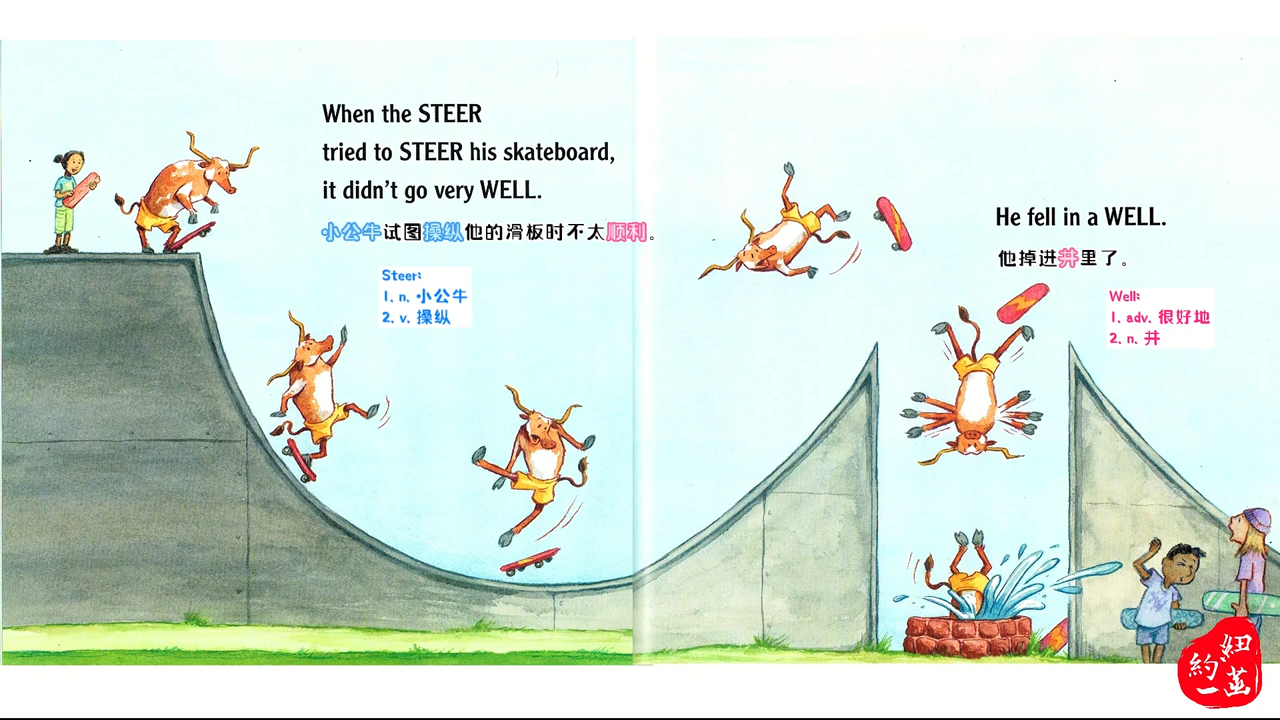 When the STEER
tried to STEER his skateboard,
it didn't go very WELL.
小公牛试图操纵他的滑板时不太顺利。
Steer:
1. n. 小公牛
2. v. 操纵
He fell in a WELL.
他掉进井里了。
Well:
1. adv. 很好地
2. n. 井
紐約一茧